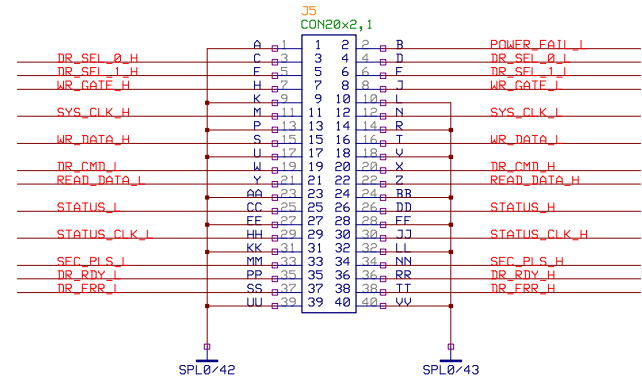 J5
CON20x2,1
A 1 1 2 2 B POWER_FAIL_L
DR_SEL_0_H C 3 3 4 4 D DR_SEL_0_L
DR_SEL_1_H E 5 5 6 6 F DR_SEL_1_L
WR_GATE_H H 7 7 8 8 J WR_GATE_L
K 9 9 10 10 L
SYS_CLK_H M 11 11 12 12 N SYS_CLK_L
P 13 13 14 14 R
WR_DATA_H S 15 15 16 16 T WR_DATA_L
U 17 17 18 18 V
DR_CMD_L W 19 19 20 20 X DR_CMD_H
READ_DATA_L Y 21 21 22 22 Z READ_DATA_H
AA 23 23 24 24 BB
STATUS_L CC 25 25 26 26 DD STATUS_H
EE 27 27 28 28 FF
STATUS_CLK_L HH 29 29 30 30 JJ STATUS_CLK_H
KK 31 31 32 32 LL
SEC_PLS_L MM 33 33 34 34 NN SEC_PLS_H
DR_RDY_L PP 35 35 36 36 RR DR_RDY_H
DR_ERR_L SS 37 37 38 38 TT DR_ERR_H
UU 39 39 40 40 VV
SPL0/42 SPL0/43